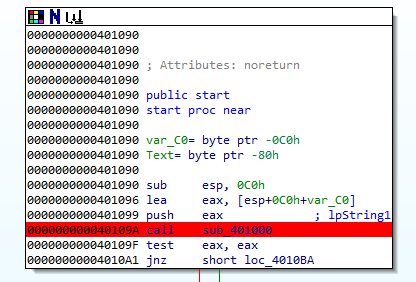 0000000000401090
0000000000401090
0000000000401090 ; Attributes: noreturn
0000000000401090
0000000000401090 public start
0000000000401090 start proc near
0000000000401090
0000000000401090 var_C0= byte ptr -0C0h
0000000000401090 Text= byte ptr -80h
0000000000401090
0000000000401090 sub     esp, 0C0h
0000000000401096 lea     eax, [esp+0C0h+var_C0]
0000000000401099 push    eax             ; lpString1
000000000040109A call    sub_401000
000000000040109F test    eax, eax
00000000004010A1 jnz     short loc_4010BA